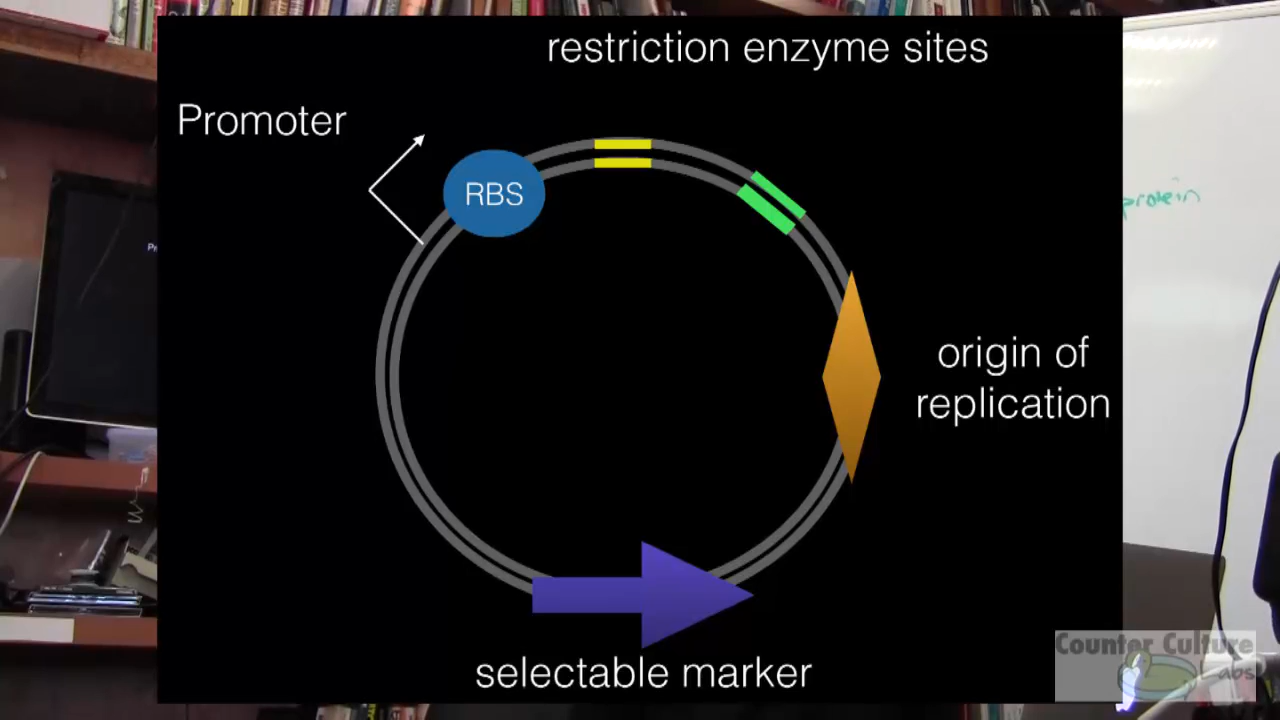 restriction enzyme sites
Promoter
RBS
protein
origin of
replication
selectable marker
Counter Culture
Labs